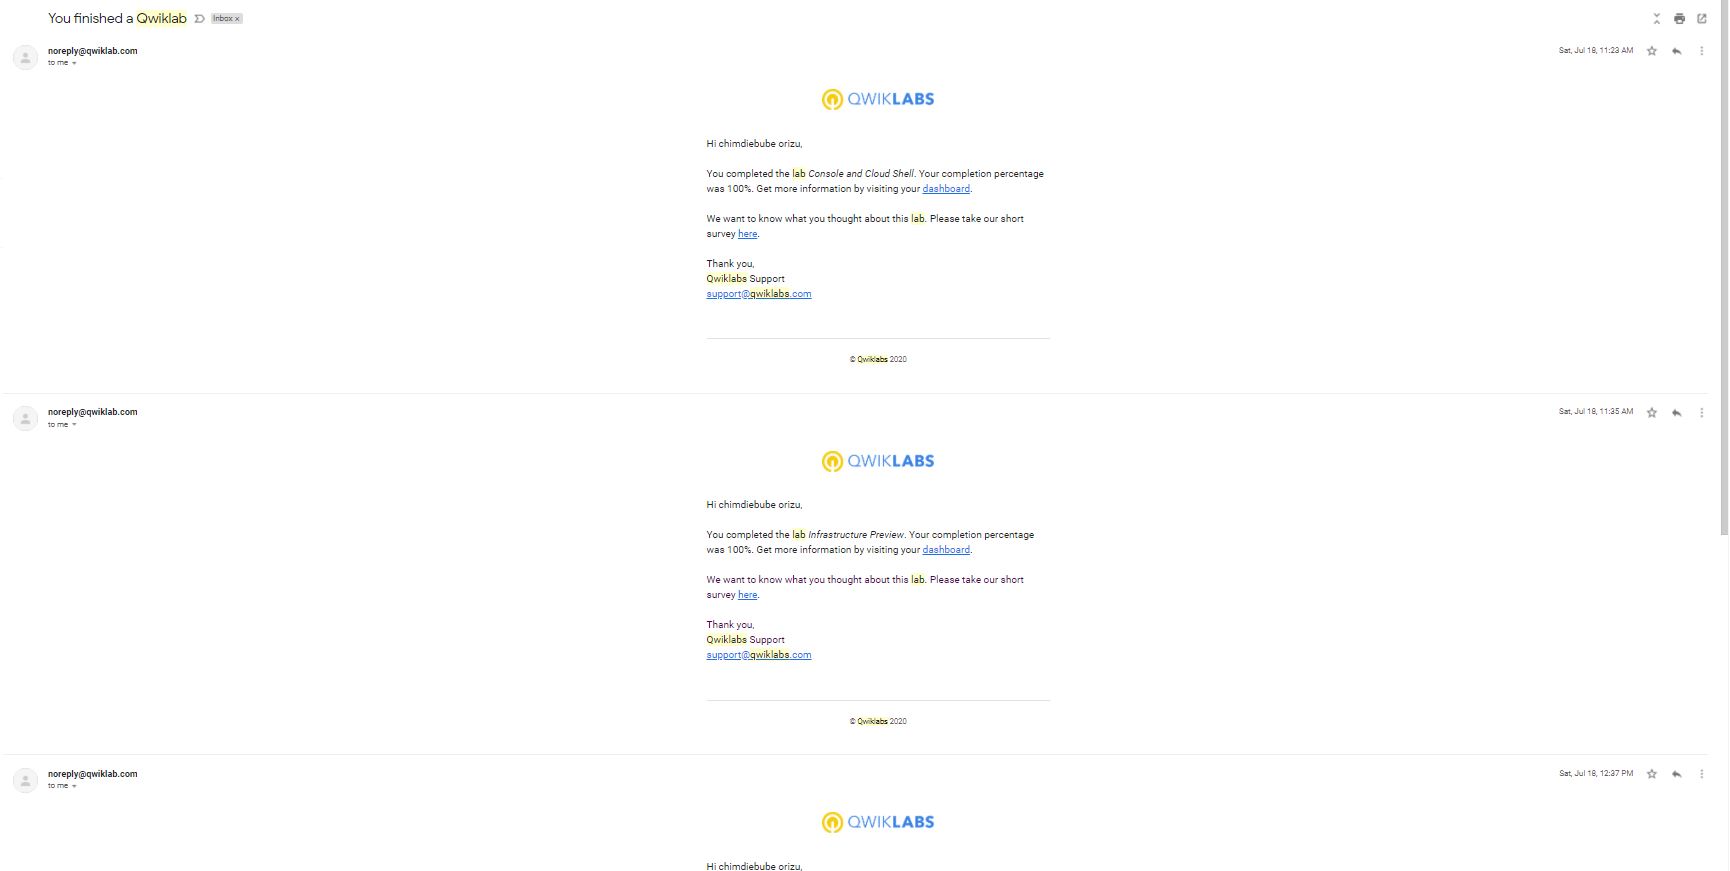 You finished a Qwiklab Inbox x
noreply@qwiklab.com Sat, Jul 18, 11:23 AM
to me
QWIKLABS
Hi chimdiebube orizu,
You completed the lab Console and Cloud Shell. Your completion percentage
was 100%. Get more information by visiting your dashboard.
We want to know what you thought about this lab. Please take our short
survey here.
Thank you,
Qwiklabs Support
support@qwiklabs.com
© Qwiklabs 2020
noreply@qwiklab.com Sat, Jul 18, 11:35 AM
to me
QWIKLABS
Hi chimdiebube orizu,
You completed the lab Infrastructure Preview. Your completion percentage
was 100%. Get more information by visiting your dashboard.
We want to know what you thought about this lab. Please take our short
survey here.
Thank you,
Qwiklabs Support
support@qwiklabs.com
© Qwiklabs 2020
noreply@qwiklab.com Sat, Jul 18, 12:37 PM
to me
QWIKLABS
Hi chimdiebube orizu,